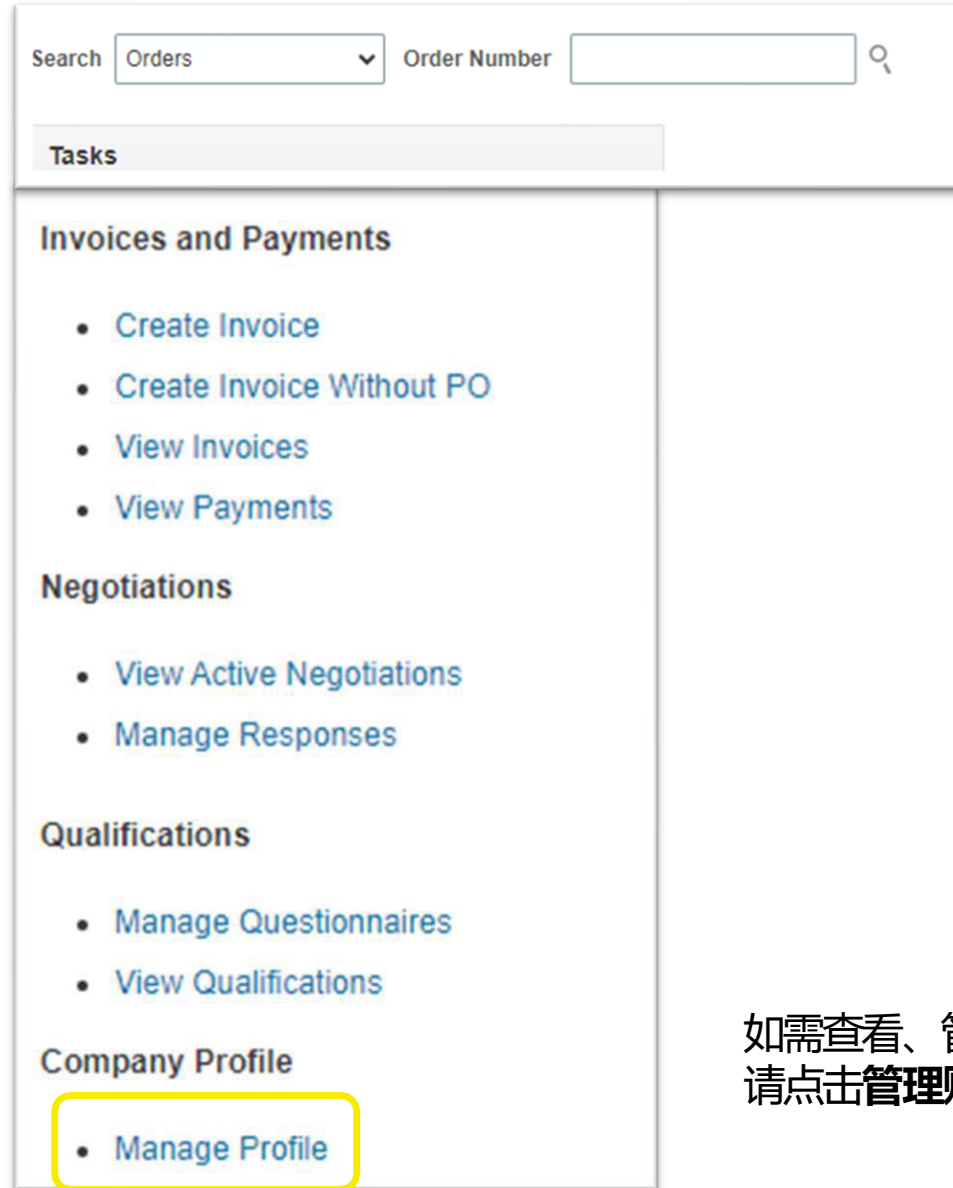 Search Orders Order Number
Tasks
Invoices and Payments
• Create Invoice
• Create Invoice Without PO
• View Invoices
• View Payments
Negotiations
• View Active Negotiations
• Manage Responses
Qualifications
• Manage Questionnaires
• View Qualifications
Company Profile
• Manage Profile
如需查看、
请点击管理